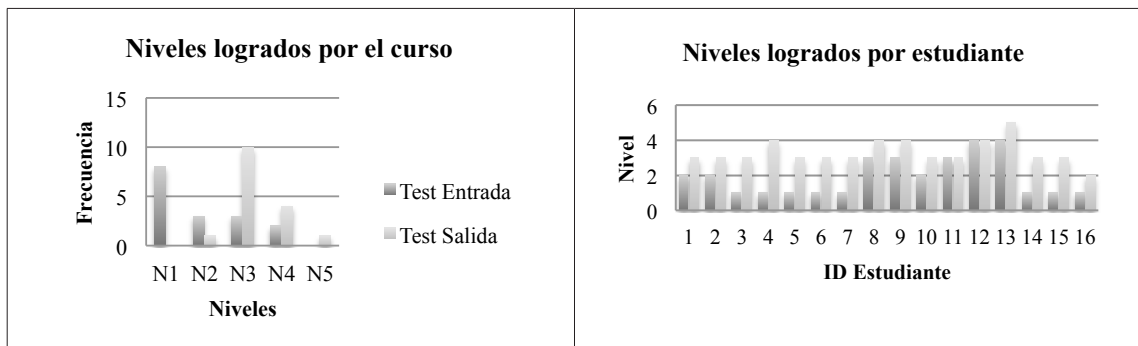 Niveles logrados por el curso
15
10
5
0
Frecuencia
N1 N2 N3 N4 N5
Niveles
Test Entrada
Test Salida
Niveles logrados por estudiante
6
4
2
0
Nivel
1 2 3 4 5 6 7 8 9 10 11 12 13 14 15 16
ID Estudiante